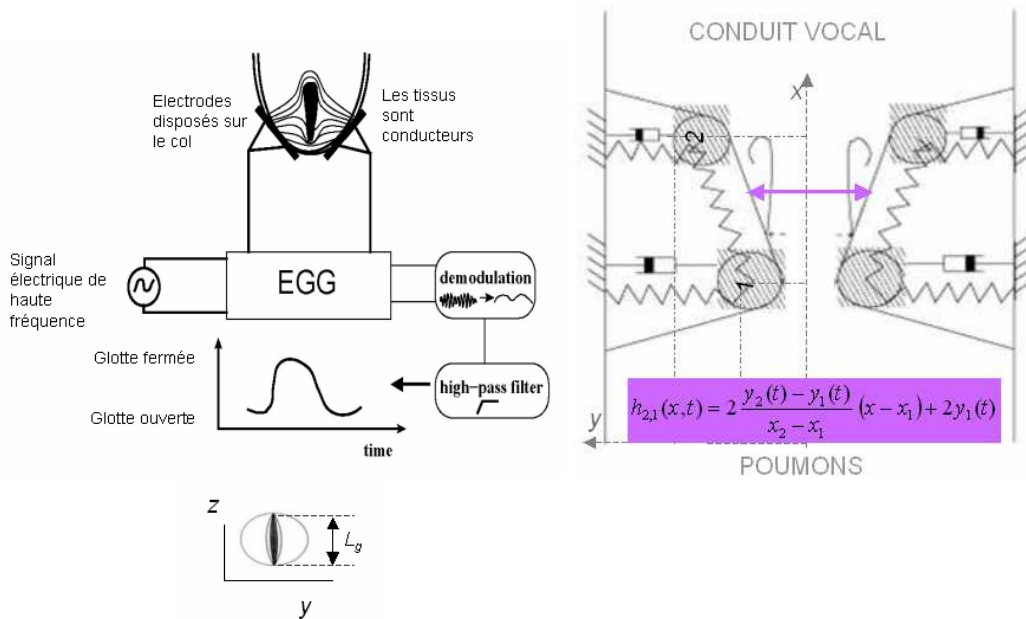 Electrodes
disposés sur
le col
Les tissus
sont
conducteurs
Signal
électrique de
haute
fréquence
EGG
demodulation
high-pass filter
Glotte fermée
Glotte ouverte
time
z
L_g
y
CONDUIT VOCAL
x
2
1
h_{2,1}(x,t) = 2 \frac{y_2(t) - y_1(t)}{x_2 - x_1} (x - x_1) + 2y_1(t)
y
POUMONS